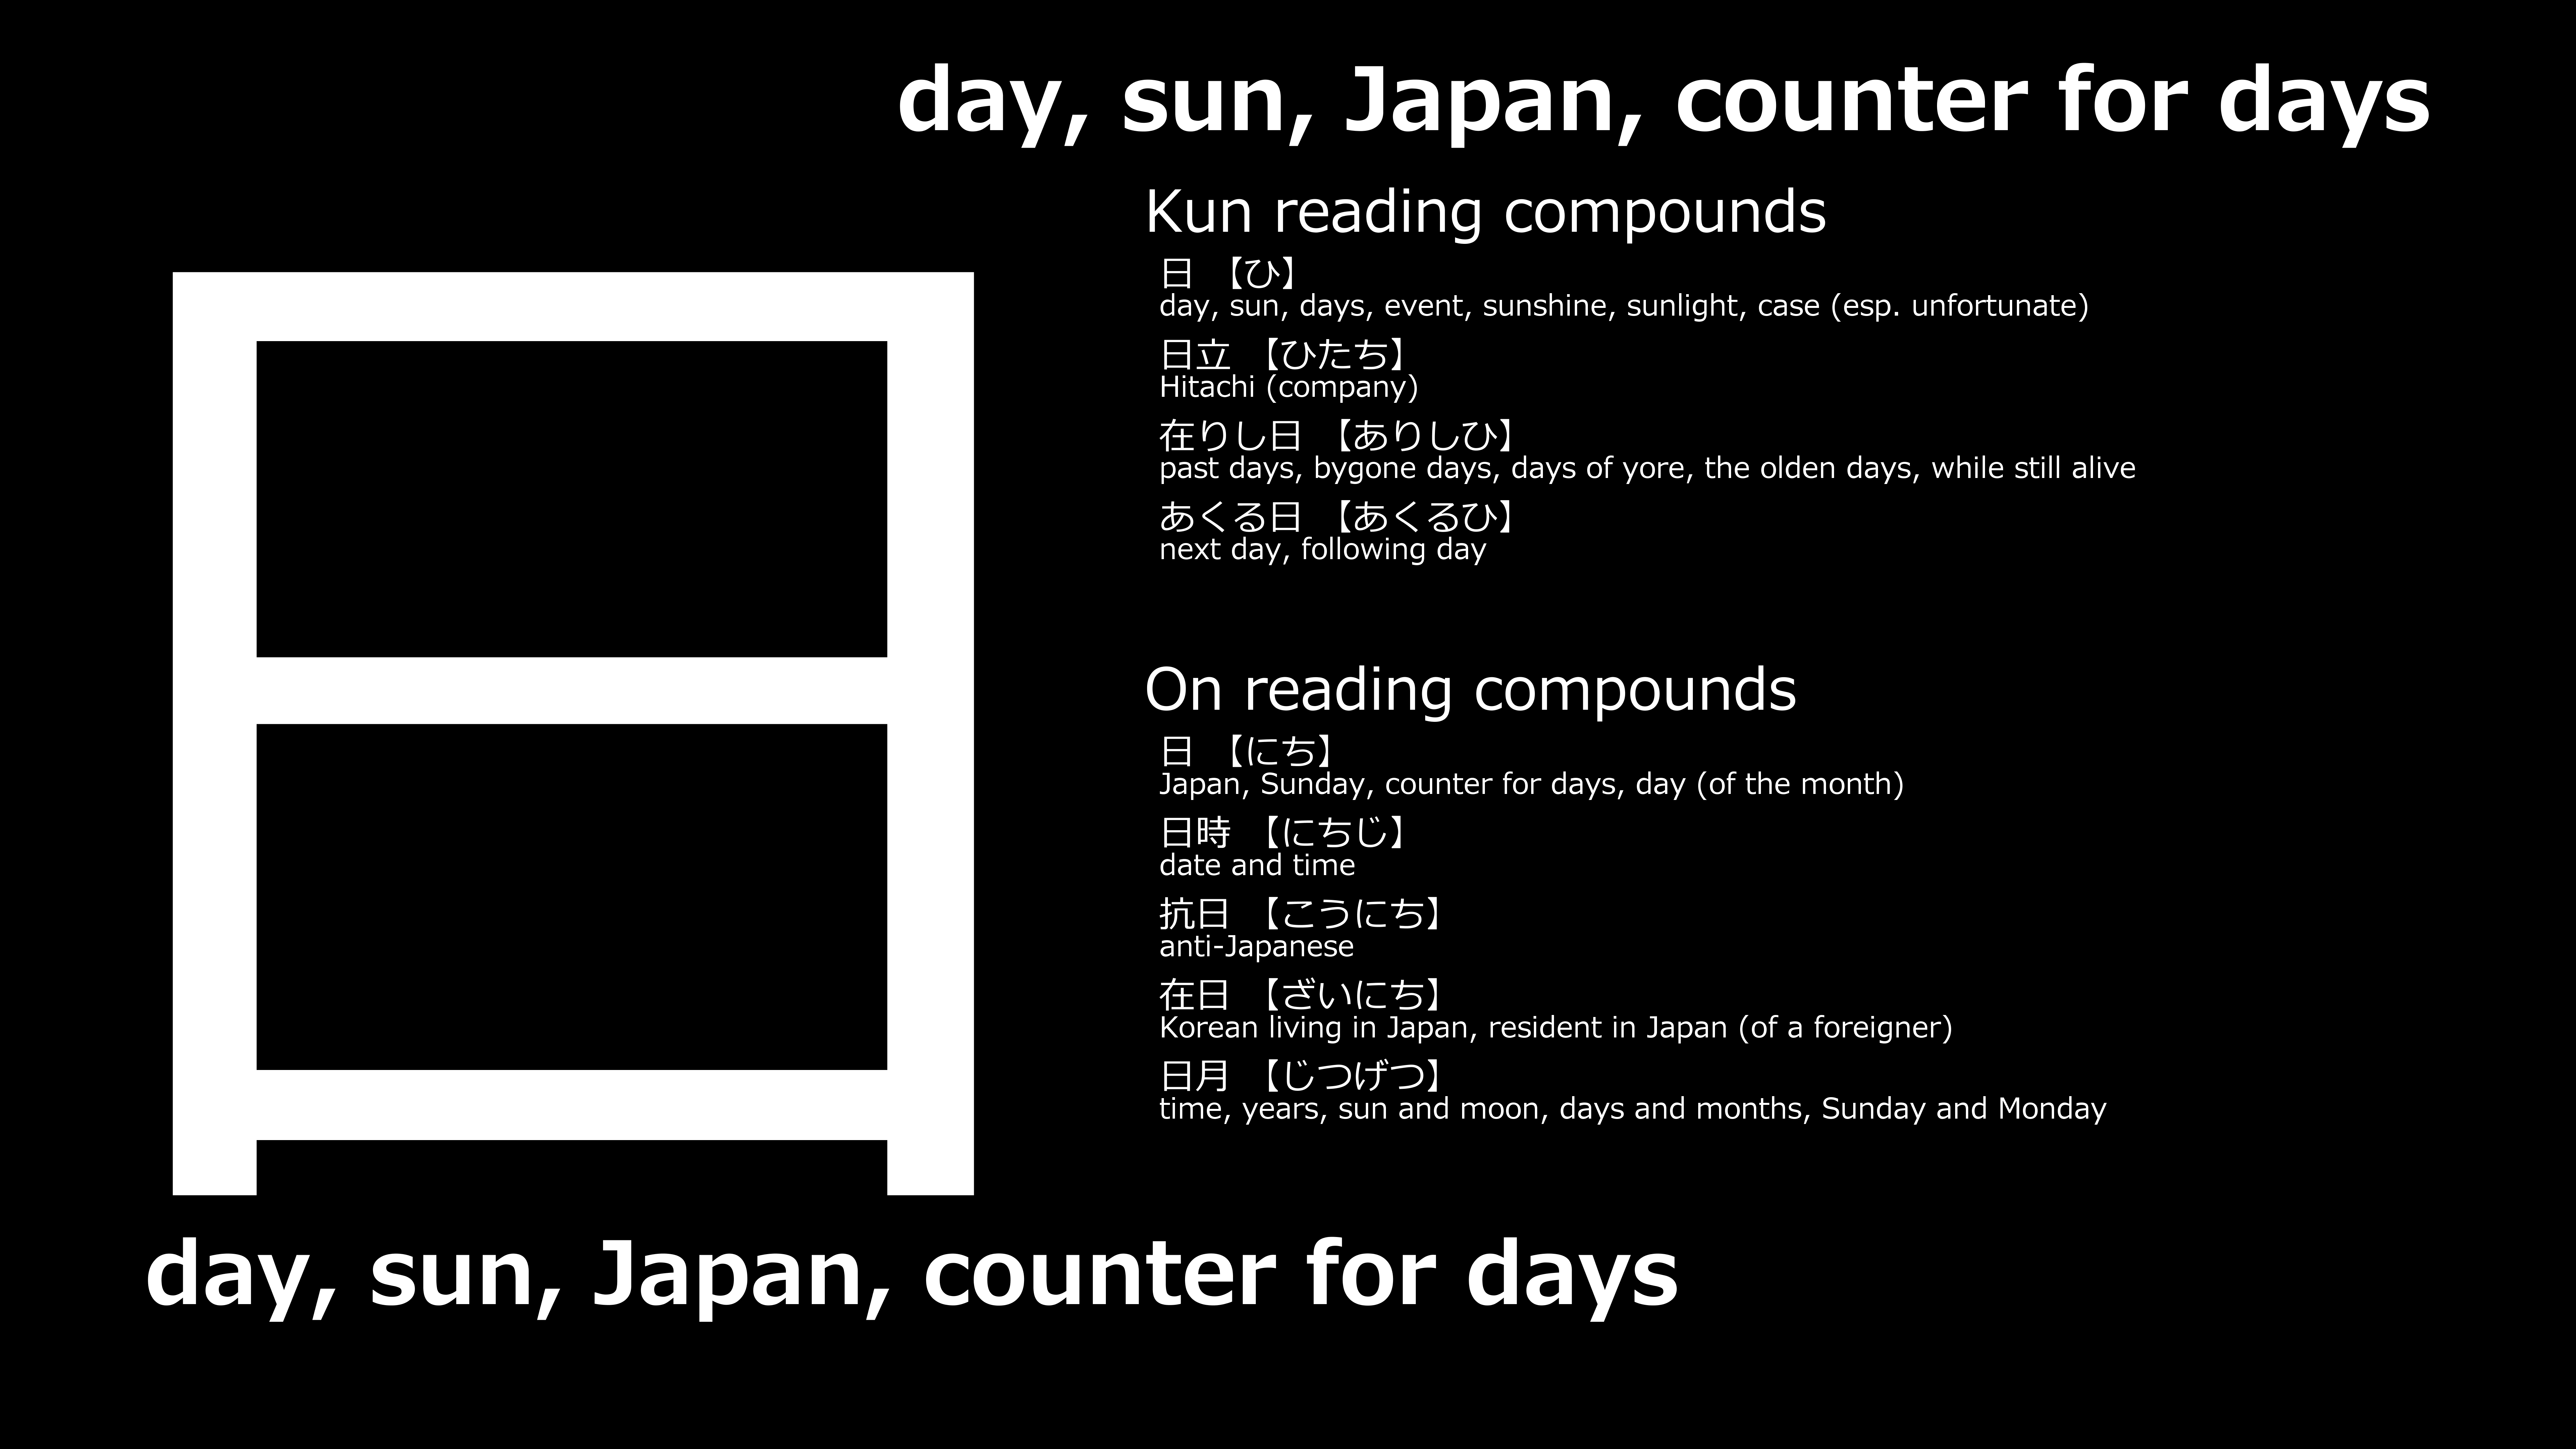 day, sun, Japan, counter for days
日
Kun reading compounds
日 【ひ】
day, sun, days, event, sunshine, sunlight, case (esp. unfortunate)
日立 【ひたち】
Hitachi (company)
在りし日 【ありしひ】
past days, bygone days, days of yore, the olden days, while still alive
あくる日 【あくるひ】
next day, following day
On reading compounds
日 【にち】
Japan, Sunday, counter for days, day (of the month)
日時 【にちじ】
date and time
抗日 【こうにち】
anti-Japanese
在日 【ざいにち】
Korean living in Japan, resident in Japan (of a foreigner)
日月 【じつげつ】
time, years, sun and moon, days and months, Sunday and Monday
day, sun, Japan, counter for days